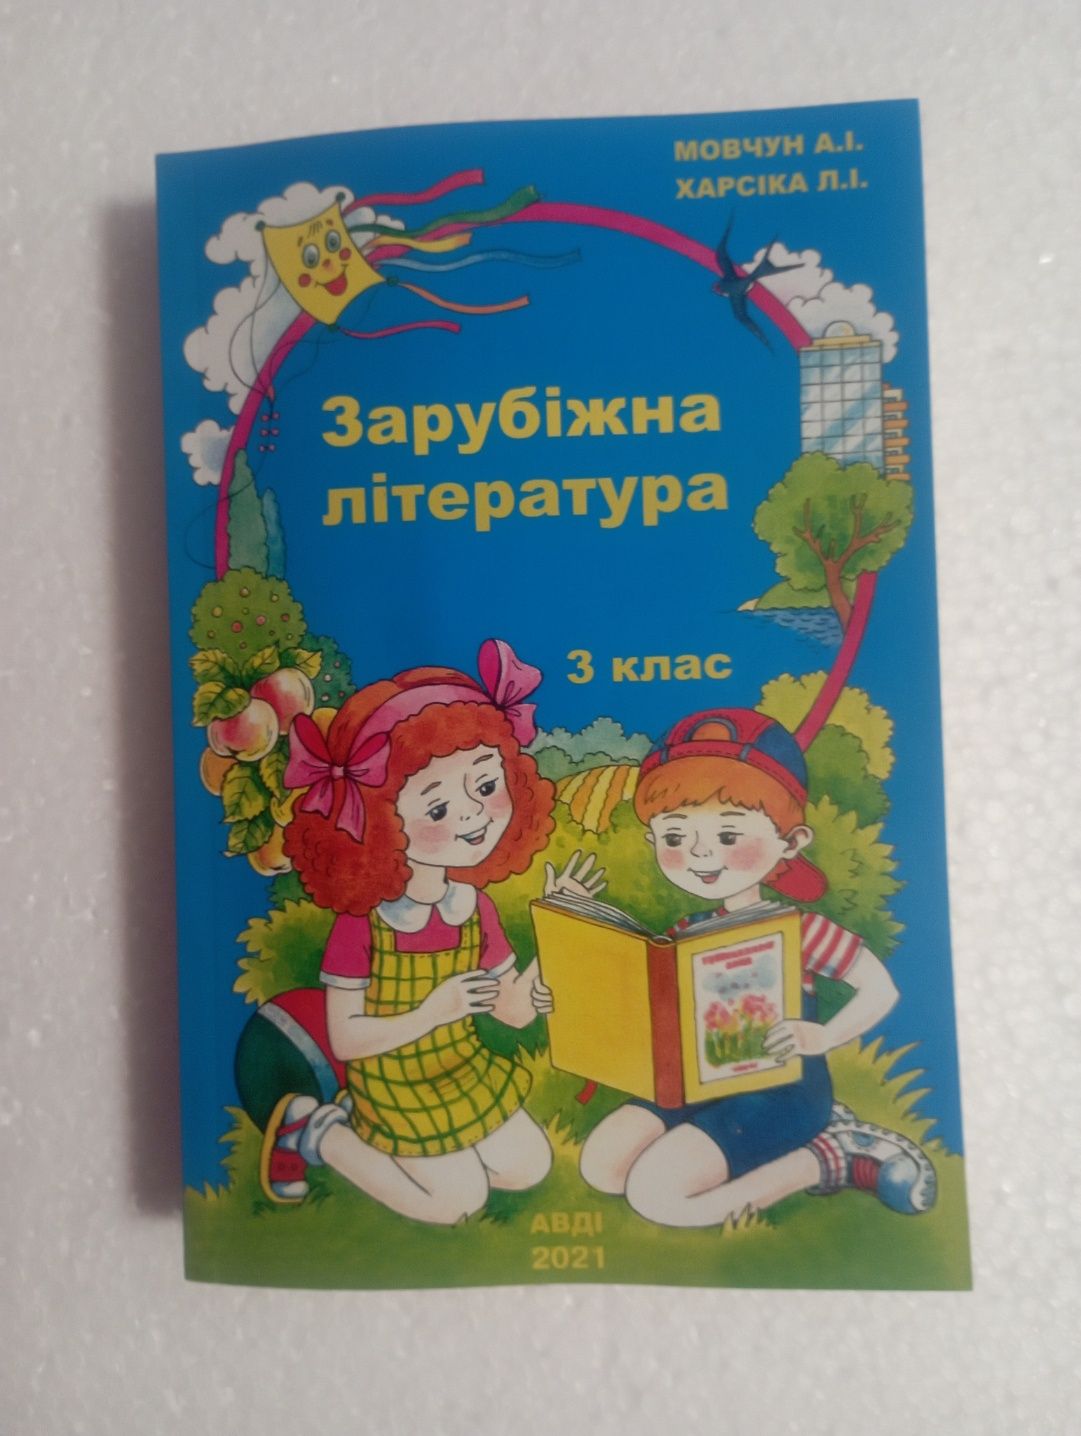 МОВЧУН А.І.
ХАРСІКА Л.І.
Зарубіжна
література
3 клас
АВДІ
2021